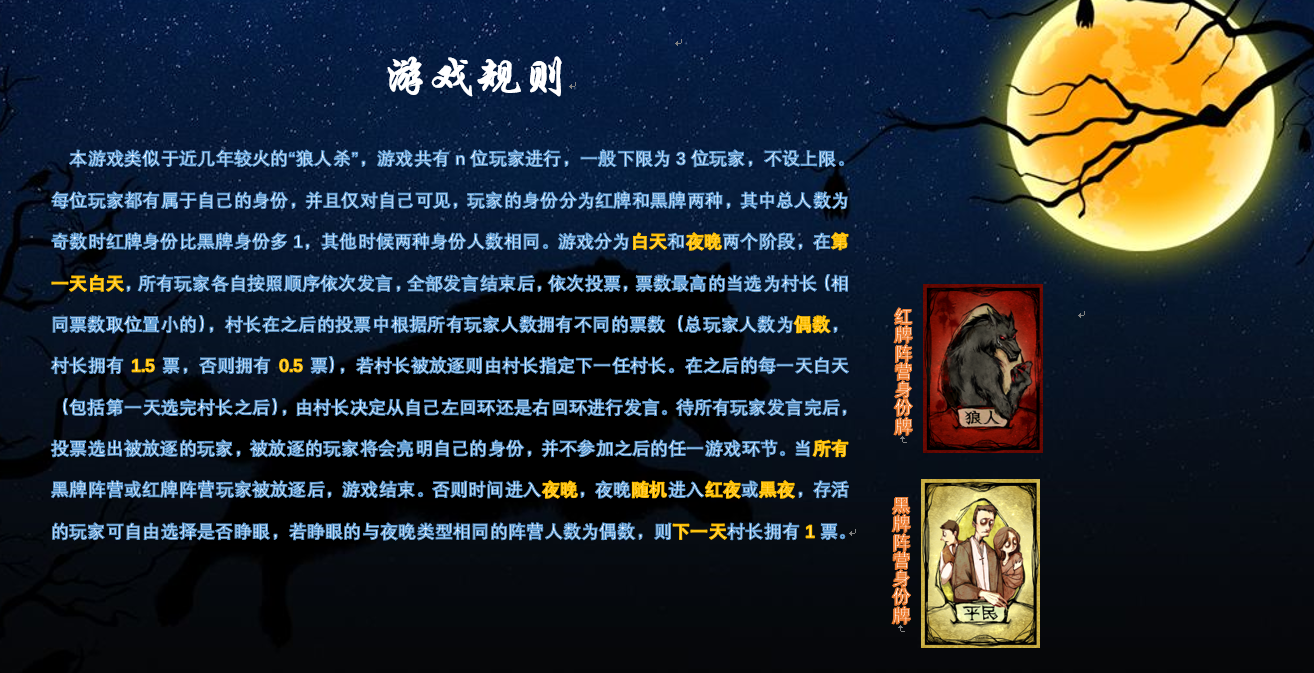 游戏规则
本游戏类似于近几年较火的“狼人杀”，游戏共有 n 位玩家进行，一般下限为 3 位玩家，不设上限。
每位玩家都有属于自己的身份，并且仅对自己可见，玩家的身份分为红牌和黑牌两种，其中总人数为
奇数时红牌身份比黑牌身份多 1，其他时候两种身份人数相同。游戏分为白天和夜晚两个阶段，在第
一天白天，所有玩家各自按照顺序依次发言，全部发言结束后，依次投票，票数最高的当选为村长（相
同票数取位置小的），村长在之后的投票中根据所有玩家人数拥有不同的票数（总玩家人数为偶数，
村长拥有 1.5 票，否则拥有 0.5 票），若村长被放逐则由村长指定下一任村长。在之后的每一天白天
（包括第一天选完村长之后），由村长决定从自己左回环还是右回环进行发言。待所有玩家发言完后，
投票选出被放逐的玩家，被放逐的玩家将会亮明自己的身份，并不参加之后的任一游戏环节。当所有
黑牌阵营或红牌阵营玩家被放逐后，游戏结束。否则时间进入夜晚，夜晚随机进入红夜或黑夜，存活
的玩家可自由选择是否睁眼，若睁眼的与夜晚类型相同的阵营人数为偶数，则下一天村长拥有 1 票。
红牌阵营身份牌
狼人
黑牌阵营身份牌
平民